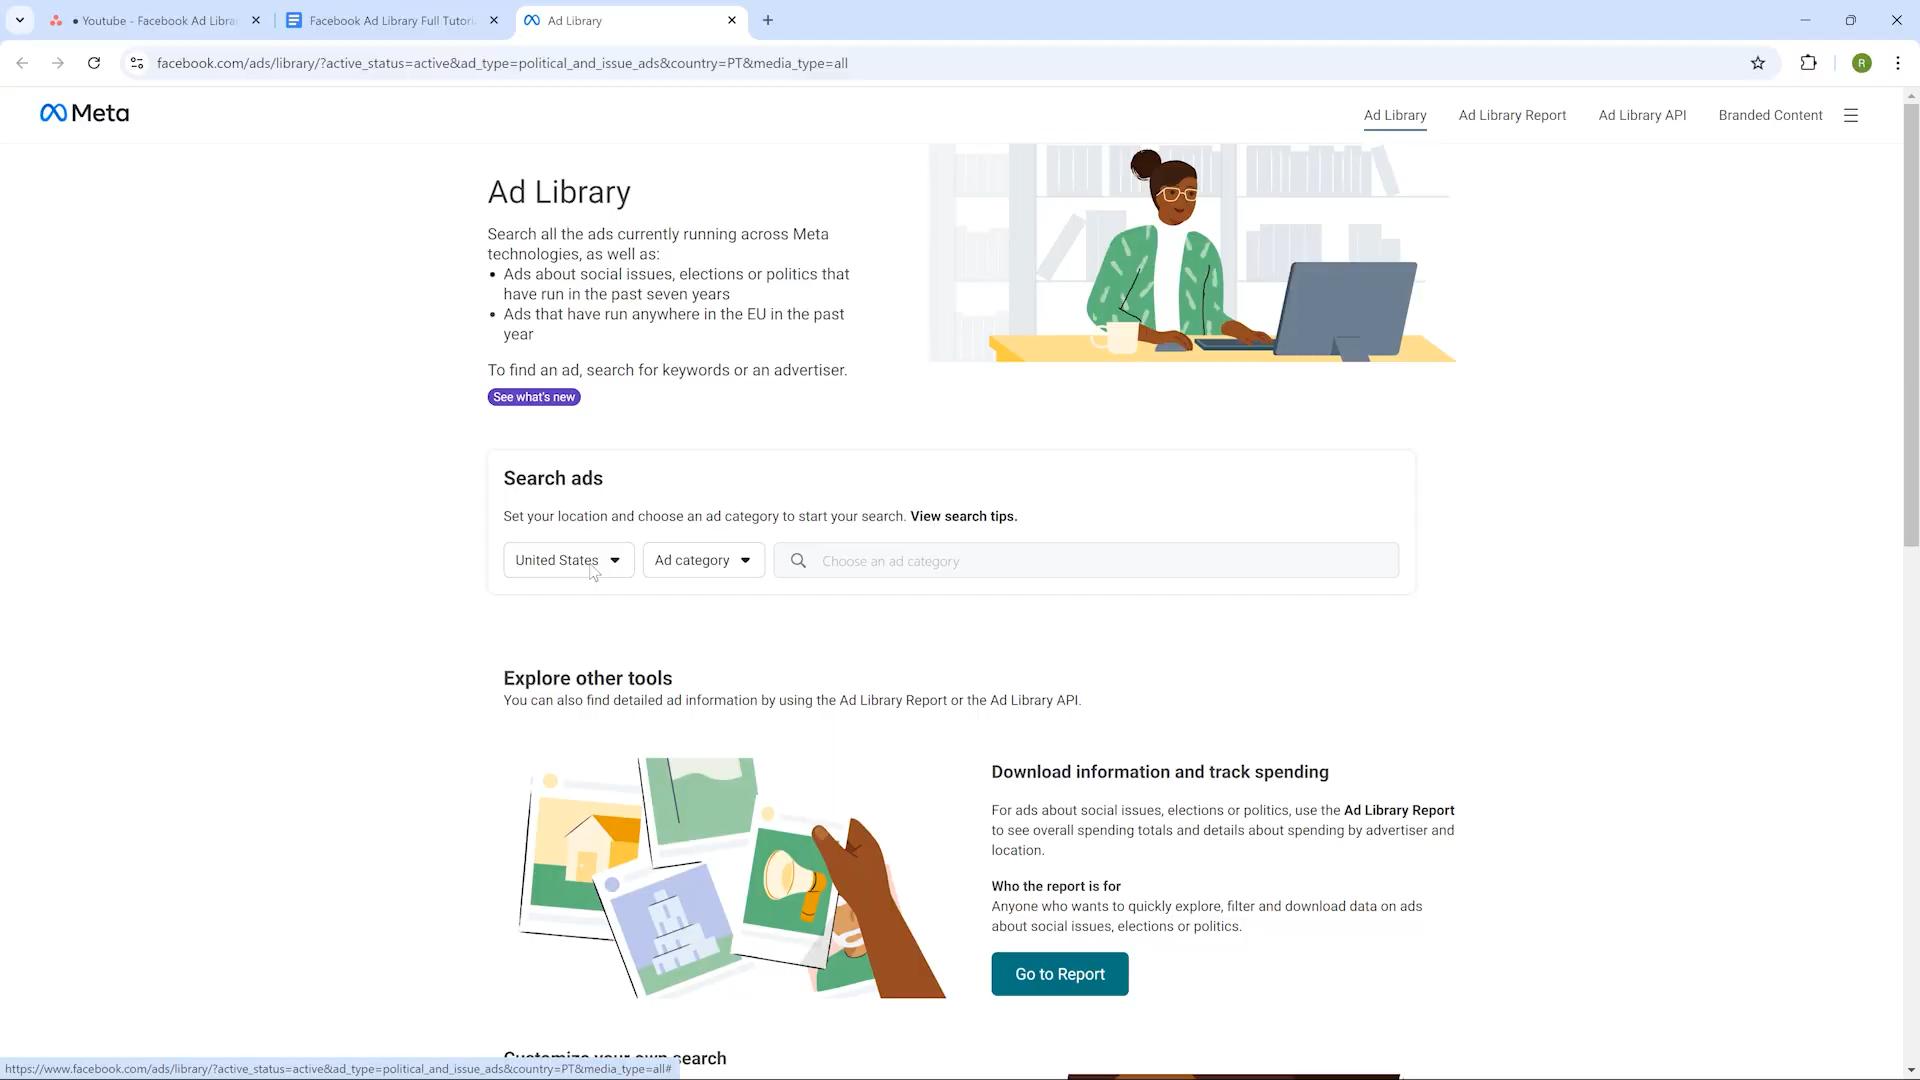 • Youtube - Facebook Ad Libra
Facebook Ad Library Full Tutori
Ad Library
facebook.com/ads/library/?active_status=active&ad_type=political_and_issue_ads&country=PT&media_type=all
R
Meta
Ad Library
Ad Library Report
Ad Library API
Branded Content
Ad Library
Search all the ads currently running across Meta
technologies, as well as:
• Ads about social issues, elections or politics that
have run in the past seven years
• Ads that have run anywhere in the EU in the past
year
To find an ad, search for keywords or an advertiser.
See what's new
Search ads
Set your location and choose an ad category to start your search. View search tips.
United States
Ad category
Choose an ad category
Explore other tools
You can also find detailed ad information by using the Ad Library Report or the Ad Library API.
Download information and track spending
For ads about social issues, elections or politics, use the Ad Library Report
to see overall spending totals and details about spending by advertiser and
location.
Who the report is for
Anyone who wants to quickly explore, filter and download data on ads
about social issues, elections or politics.
Go to Report
Customize your own search
https://www.facebook.com/ads/library/?active_status=active&ad_type=political_and_issue_ads&country=PT&media_type=all#